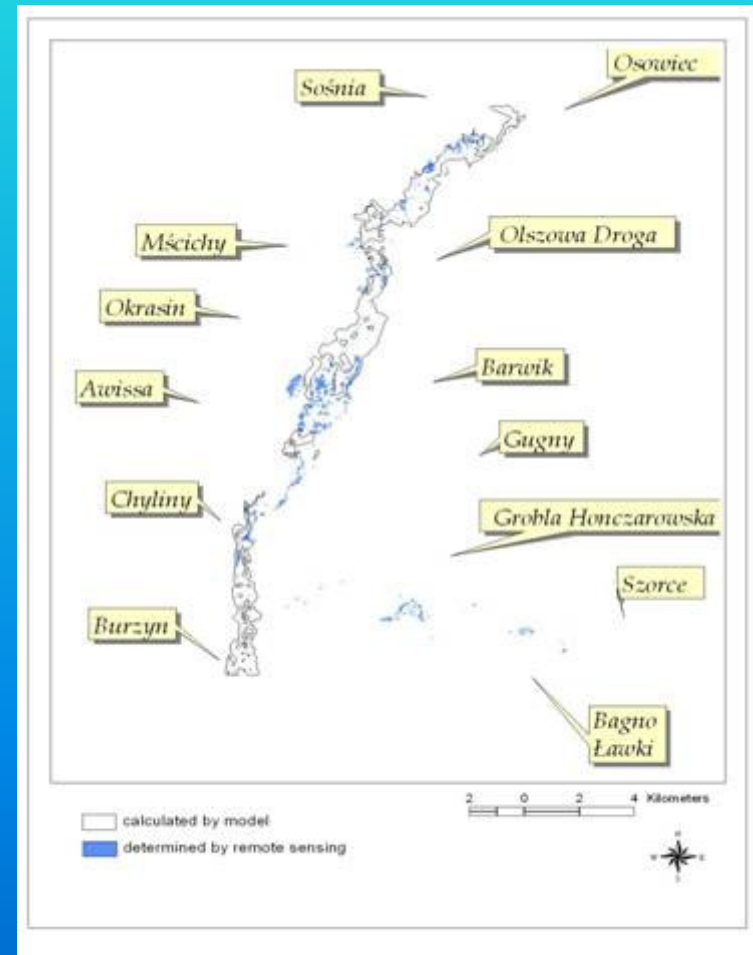 Osowiec
Sośnia
Mścichy
Olszowa Droga
Okrasin
Awissa
Barwik
Gugny
Chyliny
Grobla Honczarowska
Szorce
Burzyn
Bagno
Ławki
2 0 2 4 Kilometers
calculated by model
determined by remote sensing
N
W E
S